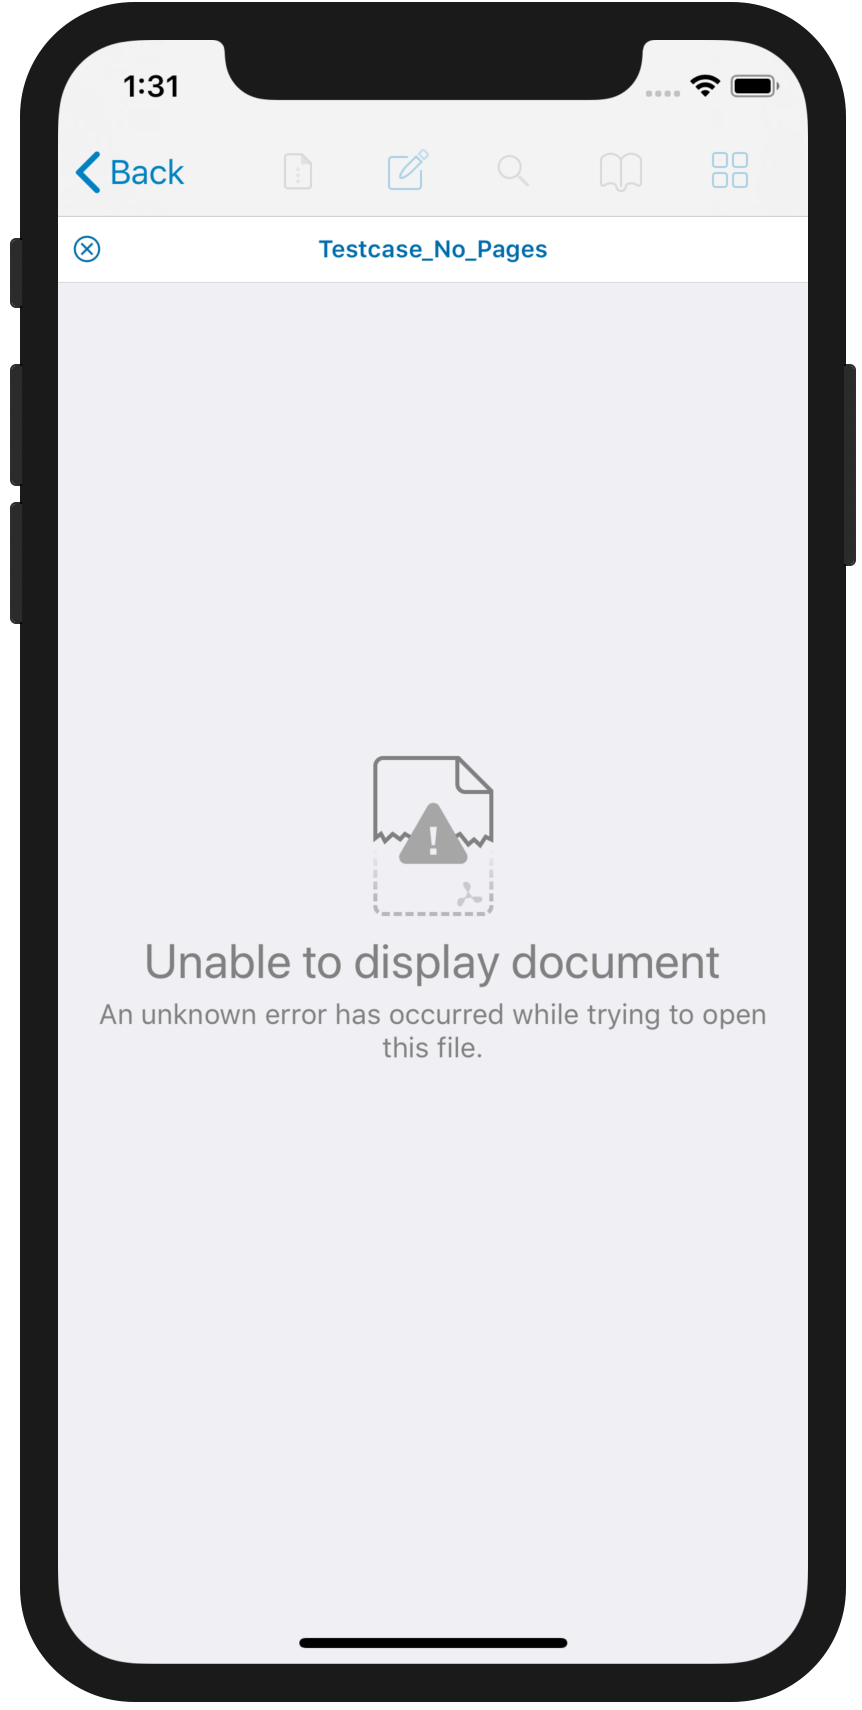 1:31
Back
Testcase_No_Pages
Unable to display document
An unknown error has occurred while trying to open
this file.